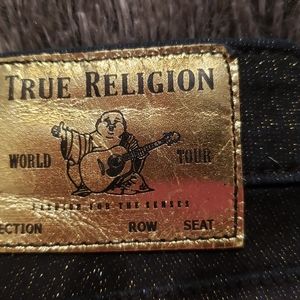 TRUE RELIGION
WORLD TOUR
FASHION FOR THE SENSES
ECTION ROW SEAT